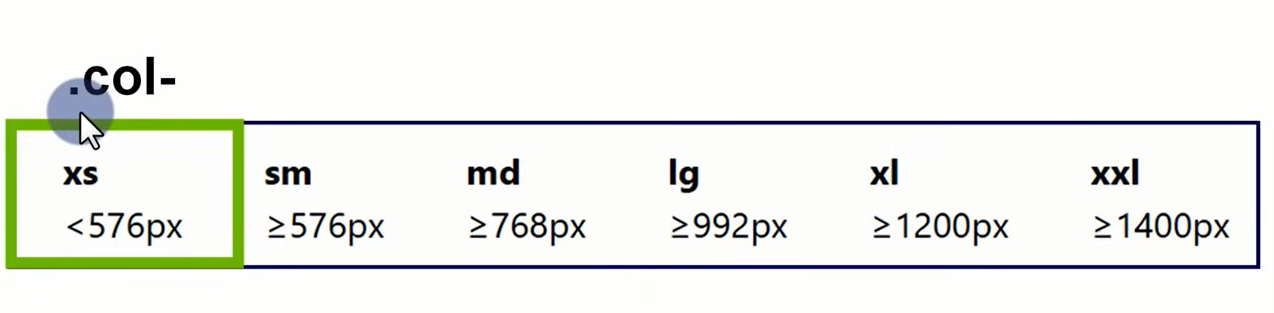 .col-
xs sm md lg xl xxl
<576px ≥576px ≥768px ≥992px ≥1200px ≥1400px